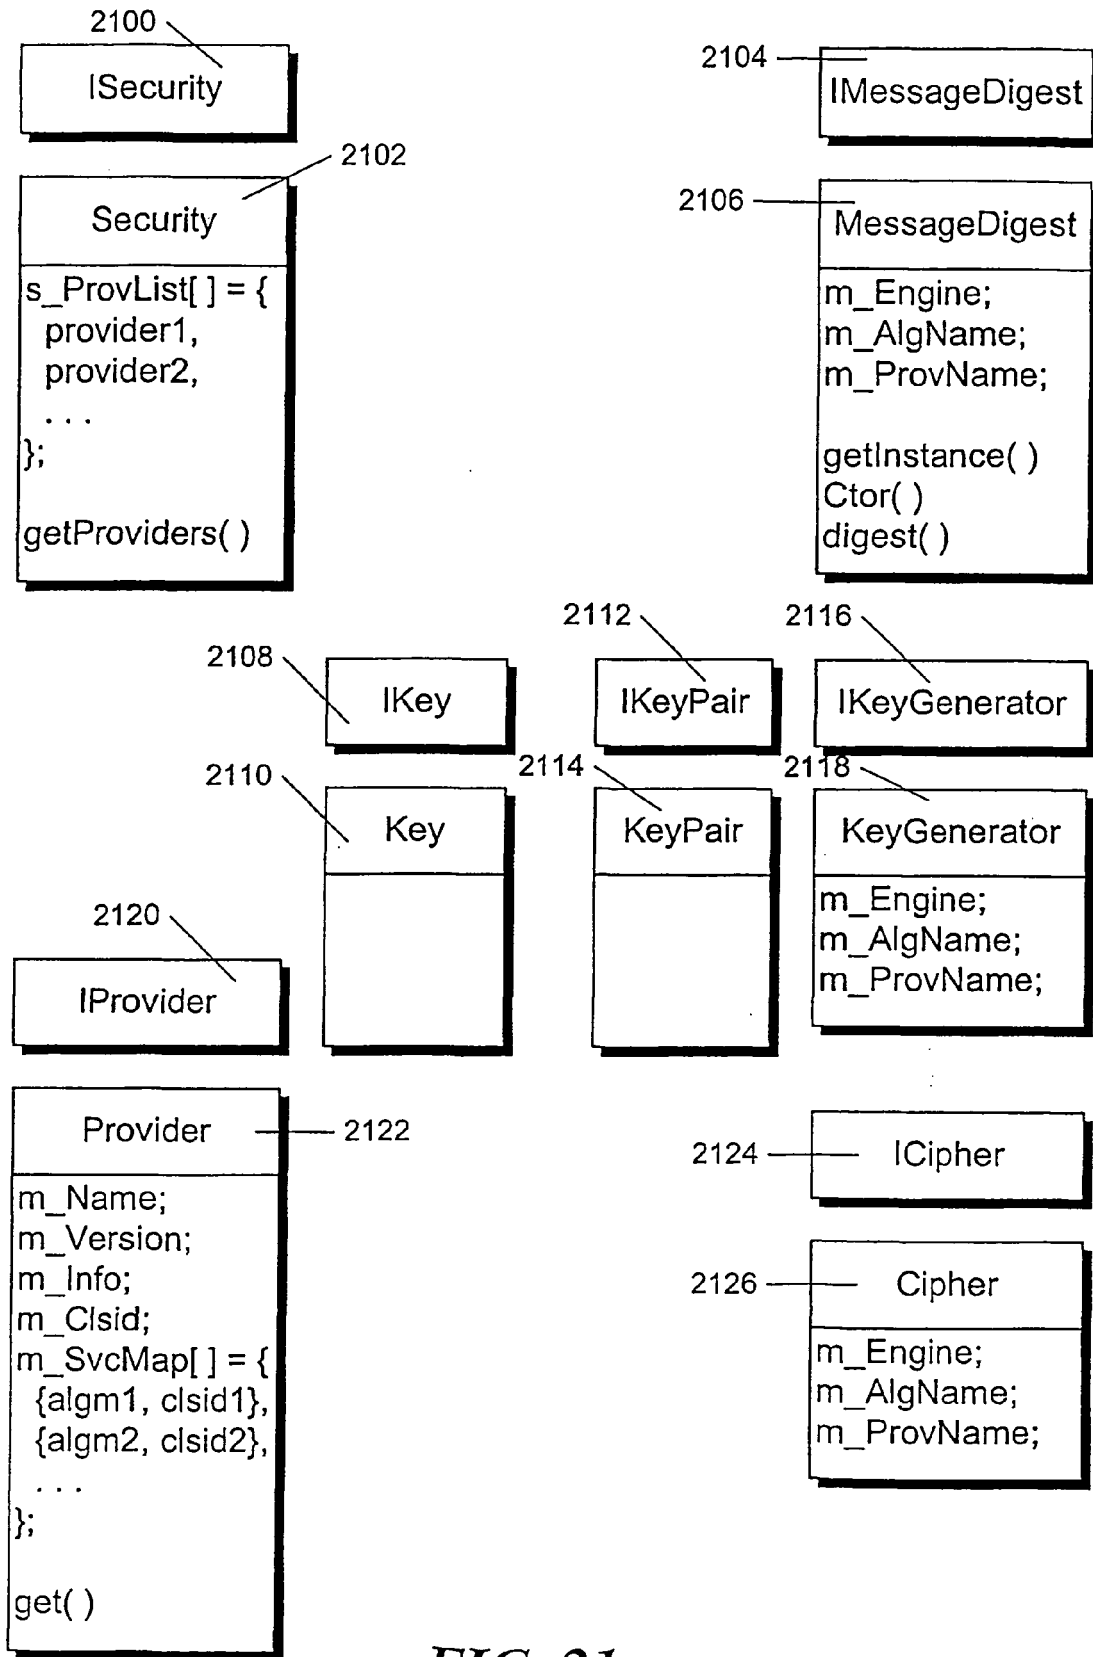 2100
ISecurity
2102
Security
s_ProvList[ ] = {
provider1,
provider2,
. . .
};
getProviders( )
2104
IMessageDigest
2106
MessageDigest
m_Engine;
m_AlgName;
m_ProvName;
getInstance( )
Ctor( )
digest( )
2108
IKey
2110
Key
2112
IKeyPair
2114
KeyPair
2116
IKeyGenerator
2118
KeyGenerator
m_Engine;
m_AlgName;
m_ProvName;
2120
IProvider
Provider
2122
m_Name;
m_Version;
m_Info;
m_Clsid;
m_SvcMap[ ] = {
{algm1, clsid1},
{algm2, clsid2},
. . .
};
get( )
2124
ICipher
2126
Cipher
m_Engine;
m_AlgName;
m_ProvName;
FIG. 21